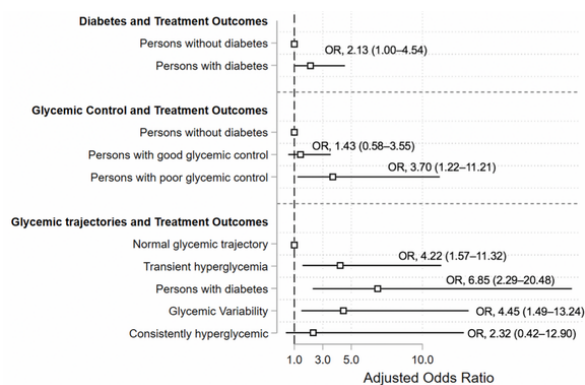 Diabetes and Treatment Outcomes
Persons without diabetes
OR, 2.13 (1.00–4.54)
Persons with diabetes
Glycemic Control and Treatment Outcomes
Persons without diabetes
OR, 1.43 (0.58–3.55)
Persons with good glycemic control
OR, 3.70 (1.22–11.21)
Persons with poor glycemic control
Glycemic trajectories and Treatment Outcomes
Normal glycemic trajectory
OR, 4.22 (1.57–11.32)
Transient hyperglycemia
OR, 6.85 (2.29–20.48)
Persons with diabetes
Glycemic Variability OR, 4.45 (1.49–13.24)
Consistently hyperglycemic OR, 2.32 (0.42–12.90)
1.0 3.0 5.0 10.0
Adjusted Odds Ratio